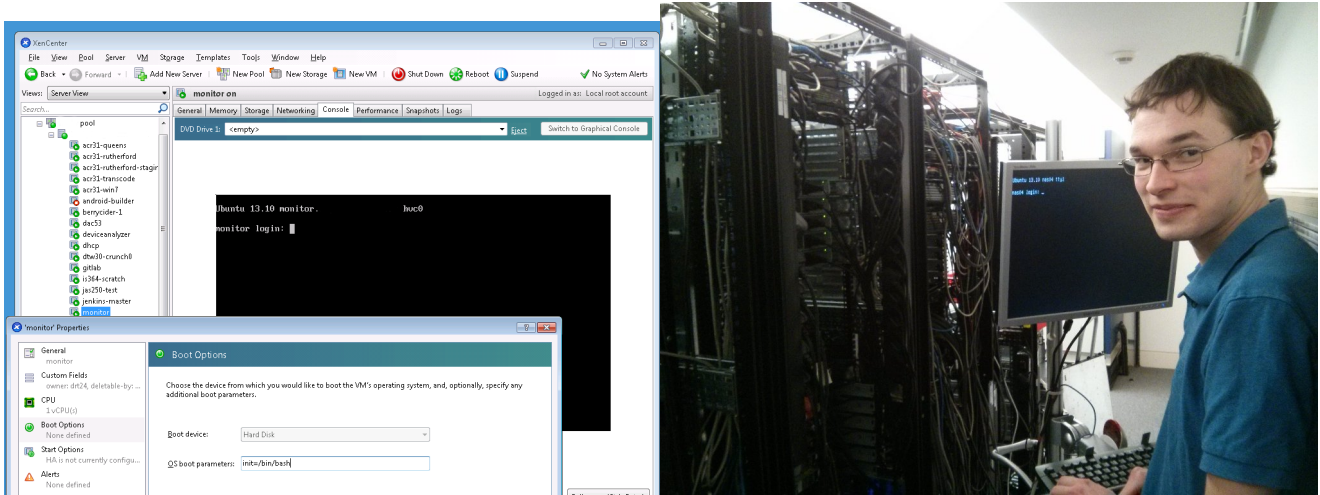 XenCenter
File View Pool Server VM Storage Templates Tools Window Help
Back Forward Add New Server New Pool New Storage New VM Shut Down Reboot Suspend No System Alerts
Views: Server View
monitor on
Logged in as: Local root account
Search...
General Memory Storage Networking Console Performance Snapshots Logs
DVD Drive 1: <empty> Eject Switch to Graphical Console
pool
acr31-queens
acr31-rutherford
acr31-rutherford-stagin
acr31-transcode
acr31-win7
android-builder
berrycider-1
dac53
deviceanalyzer
dhcp
dtw30-crunch0
gitlab
is364-scratch
jas250-test
jenkins-master
monitor
Ubuntu 13.10 monitor. hvc0
monitor login:
'monitor' Properties
General
monitor
Custom Fields
owner: drt24, deletable-by: ...
CPU
1 vCPU(s)
Boot Options
None defined
Start Options
HA is not currently configu...
Alerts
None defined
Boot Options
Choose the device from which you would like to boot the VM's operating system, and, optionally, specify any
additional boot parameters.
Boot device: Hard Disk
OS boot parameters: init=/bin/bash
Ubuntu 13.10 nas04 tty1
nas04 login: _